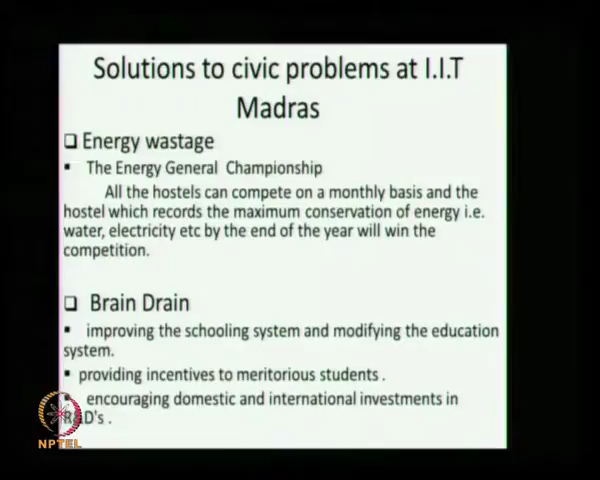 Solutions to civic problems at I.I.T
Madras
❑ Energy wastage
▪ The Energy General Championship
All the hostels can compete on a monthly basis and the
hostel which records the maximum conservation of energy i.e.
water, electricity etc by the end of the year will win the
competition.
❑ Brain Drain
▪ improving the schooling system and modifying the education
system.
▪ providing incentives to meritorious students .
▪ encouraging domestic and international investments in
R&D's .
NPTEL